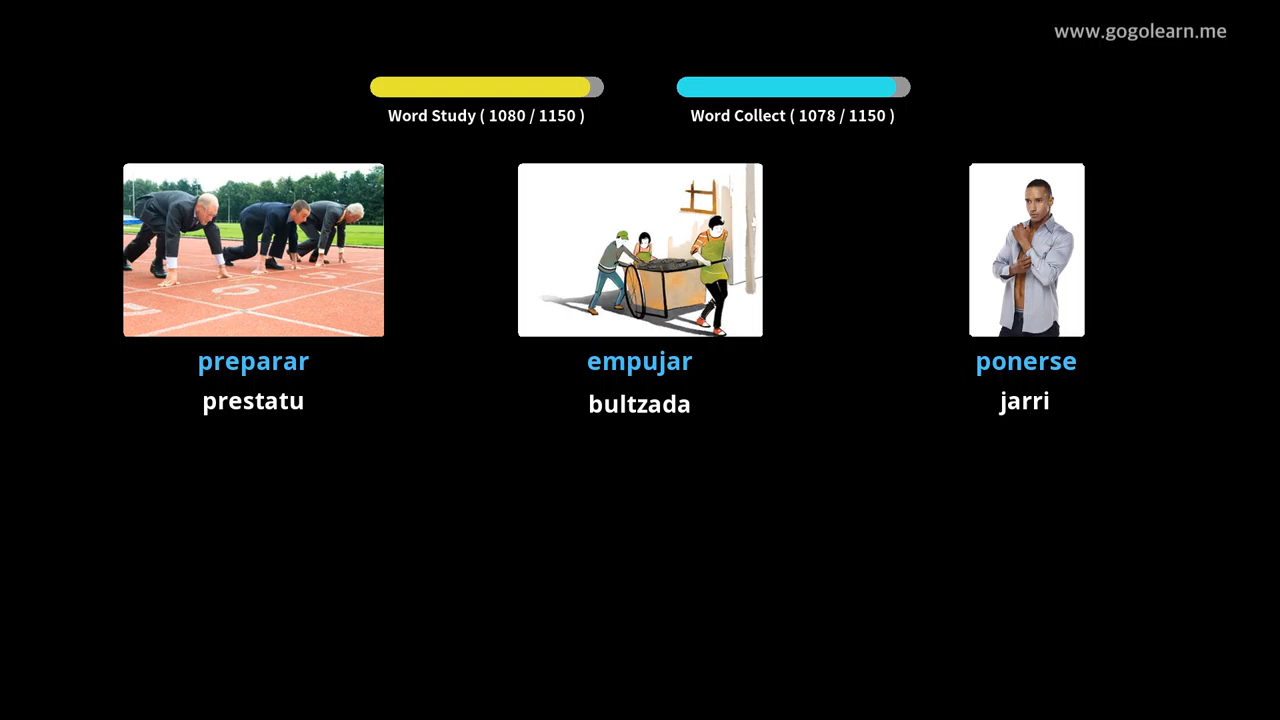 www.gogolearn.me
Word Study ( 1080 / 1150 )
Word Collect ( 1078 / 1150 )
preparar
empujar
ponerse
prestatu
bultzada
jarri